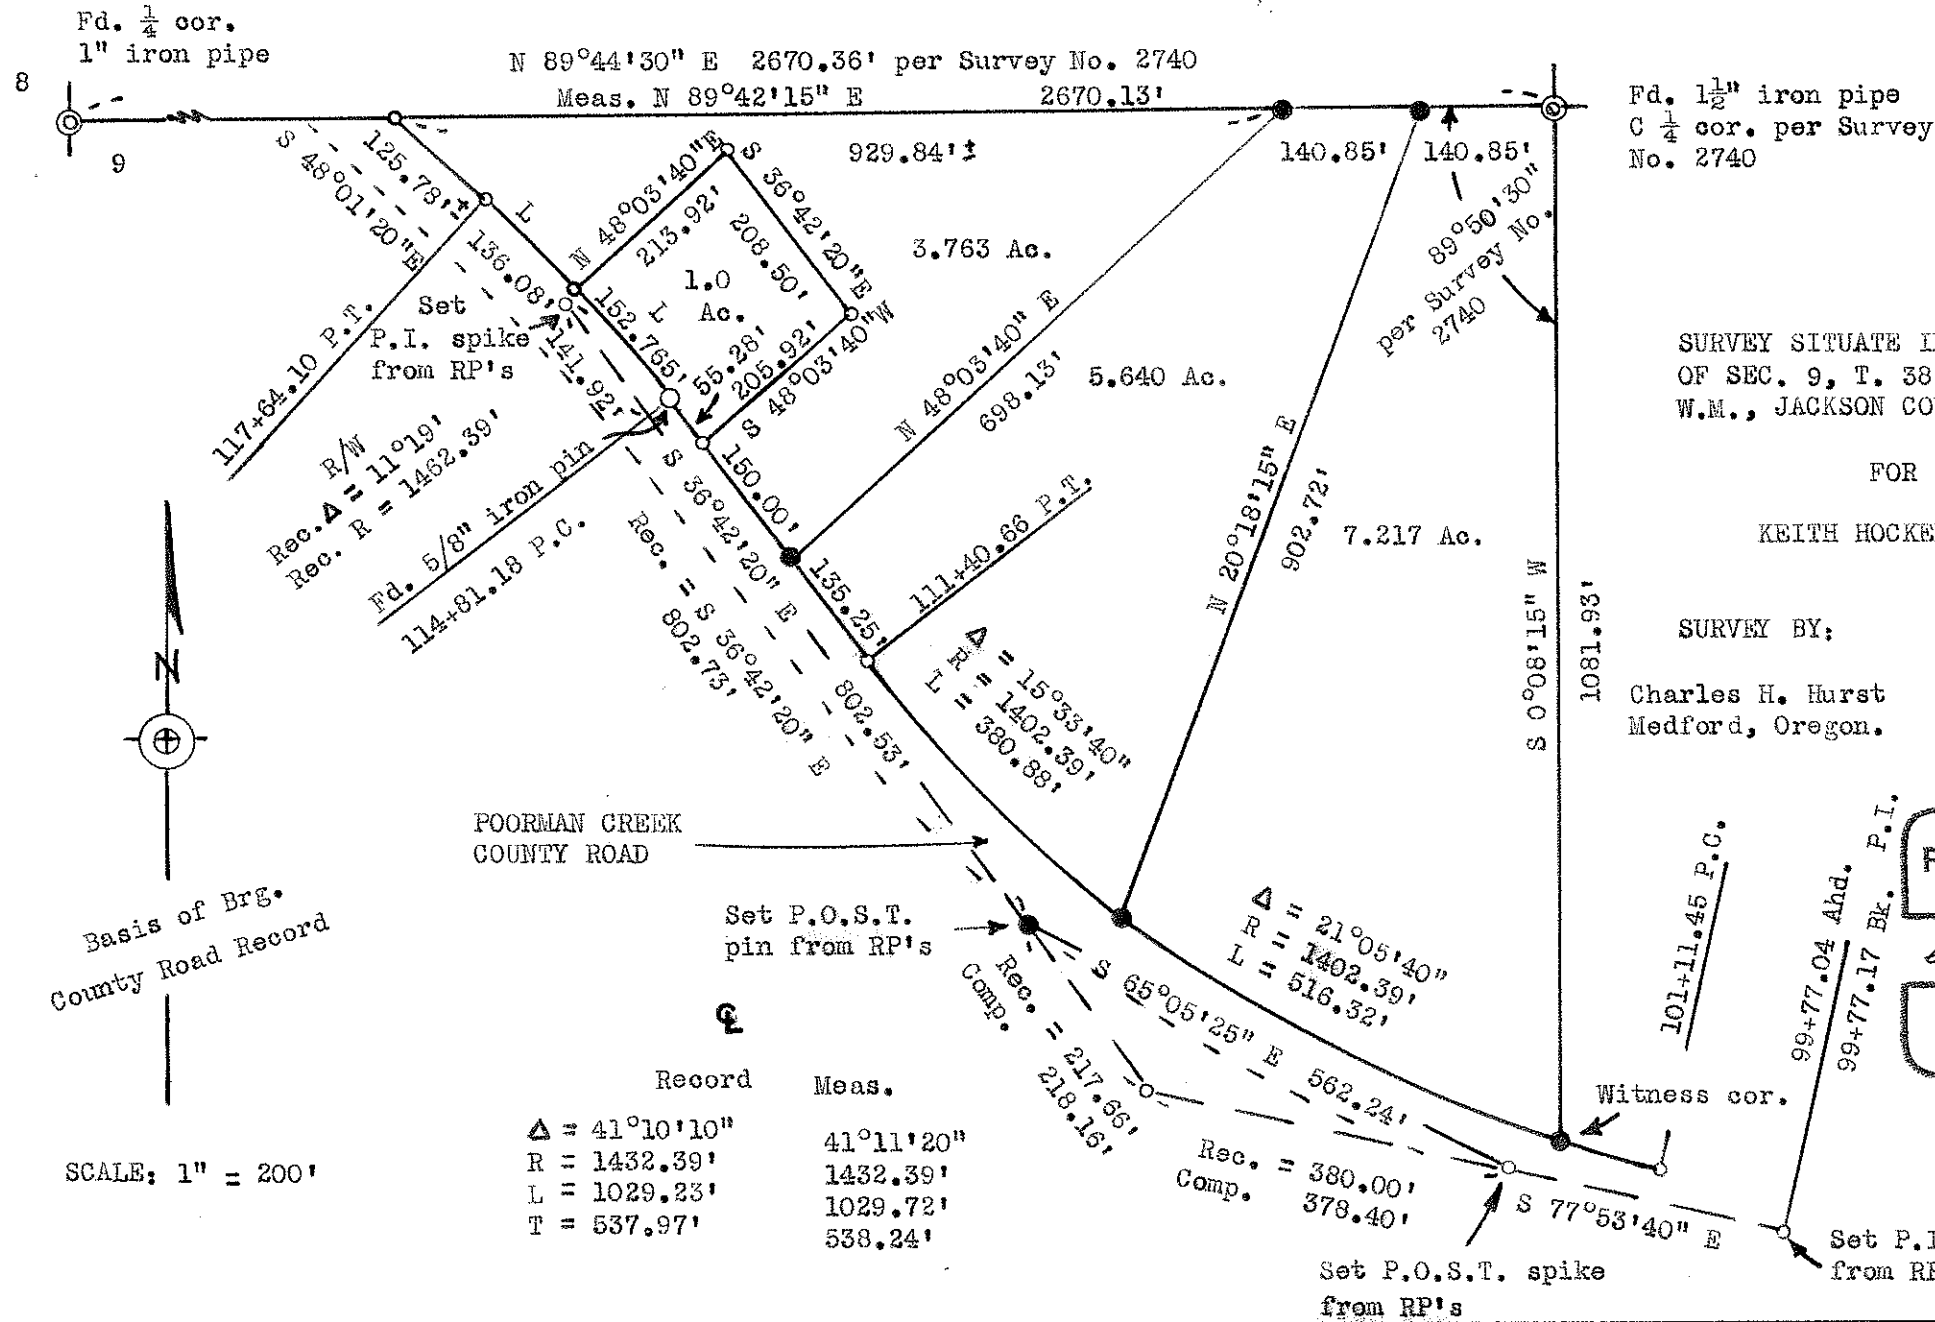 Fd. 1/4 cor.
1" iron pipe
N 89°44'30" E 2670.36' per Survey No. 2740
Meas. N 89°42'15" E 2670.13'
8
9
Fd. 1 1/2" iron pipe
C 1/4 cor. per Survey
No. 2740
929.84'±
140.85'
140.85'
89°50'30"
per Survey No.
2740
S 48°01'20"E
125.78'±
L
136.08'
N 48°03'40"E
213.92'
S 36°42'20"E
208.50'
1.0
Ac.
L
152.765'
55.28'
205.92'
S 48°03'40"W
3.763 Ac.
Set
P.I. spike
from RP's
141.92'
117+64.10 P.T.
R/W
Rec. Δ = 11°19'
Rec. R = 1462.39'
Fd. 5/8" iron pin
114+81.18 P.C.
150.00'
N 48°03'40" E
698.13'
5.640 Ac.
S 36°42'20" E
802.53'
Rec. = S 36°42'20" E
802.73'
135.25'
111+40.66 P.T.
Δ = 15°33'40"
R = 1402.39'
L = 380.88'
N 20°18'15" E
902.72'
7.217 Ac.
S 0°08'15" W
1081.93'
SURVEY SITUATE
OF SEC. 9, T. 38
W.M., JACKSON
FOR
KEITH
SURVEY BY:
Charles H. Hurst
Medford, Oregon.
N
Basis of Brg.
County Road Record
SCALE: 1" = 200'
POORMAN CREEK
COUNTY ROAD
Set P.O.S.T.
pin from RP's
Rec. = 217.66'
Comp. 218.16'
S 65°05'25" E 562.24'
Δ = 21°05'40"
R = 1402.39'
L = 516.32'
101+11.45 P.C.
99+77.04 Ahd.
99+77.17 Bk. P.I.
Witness cor.
℄
Record Meas.
Δ = 41°10'10" 41°11'20"
R = 1432.39' 1432.39'
L = 1029.23' 1029.72'
T = 537.97' 538.24'
Rec. = 380.00'
Comp. 378.40'
S 77°53'40" E
Set P.O.S.T. spike
from RP's
Set P.I
from